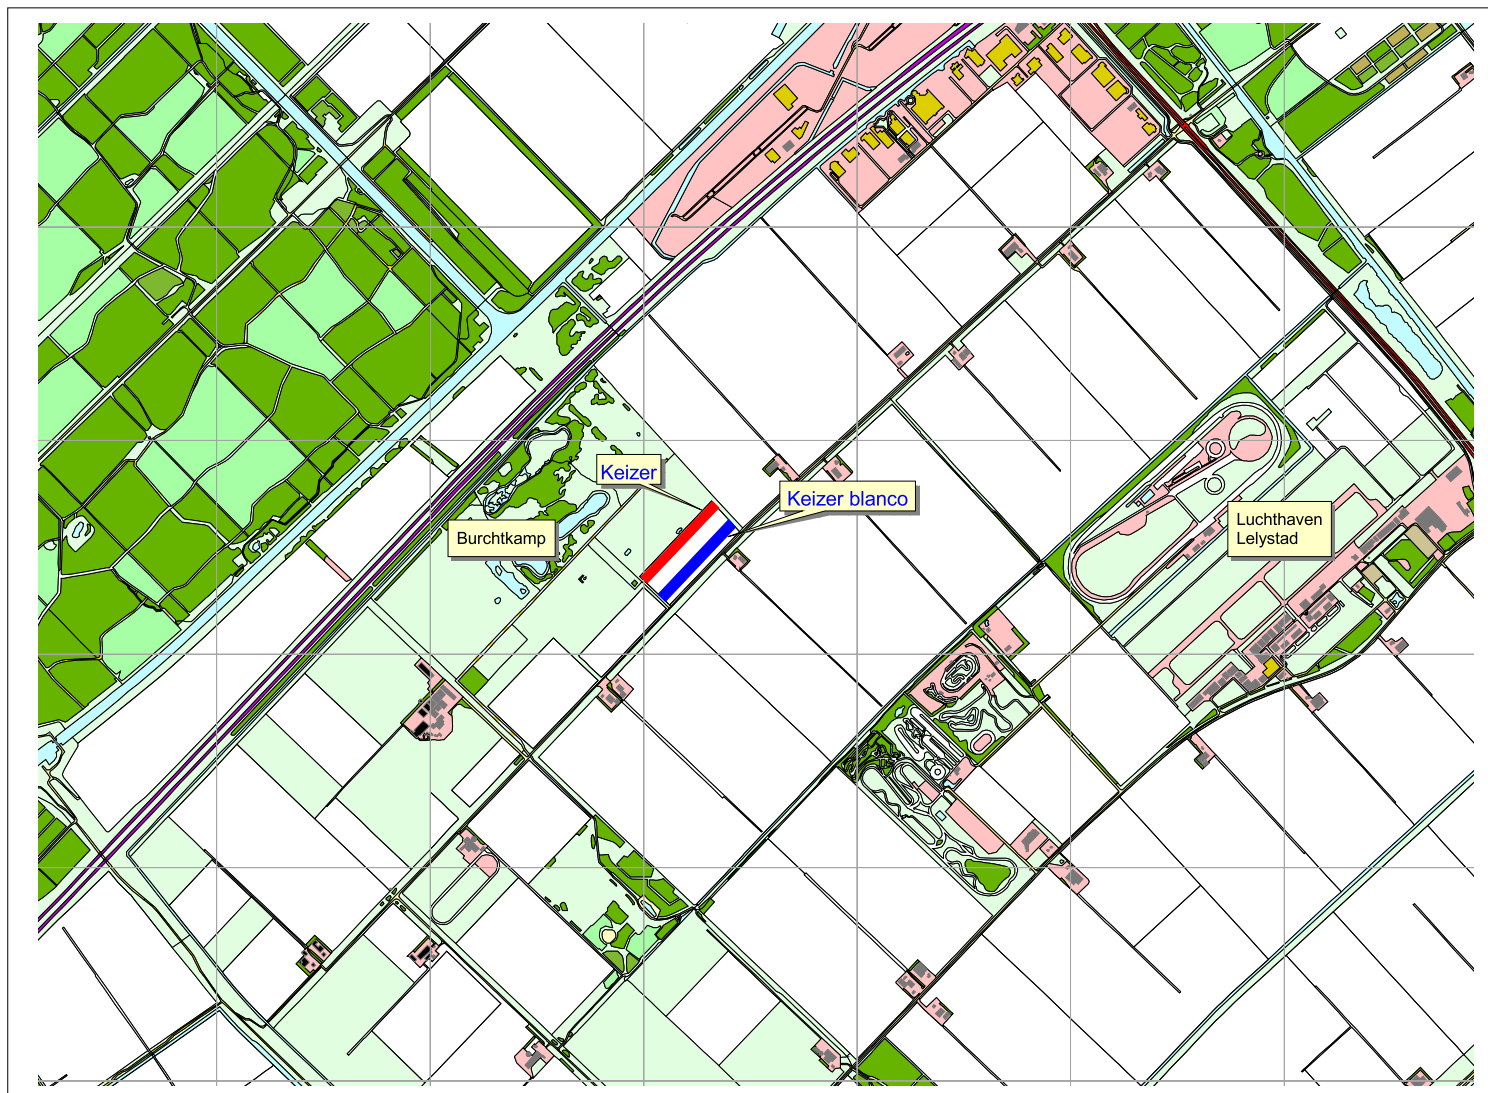 Keizer
Keizer blanco
Burchtkamp
Luchthaven
Lelystad